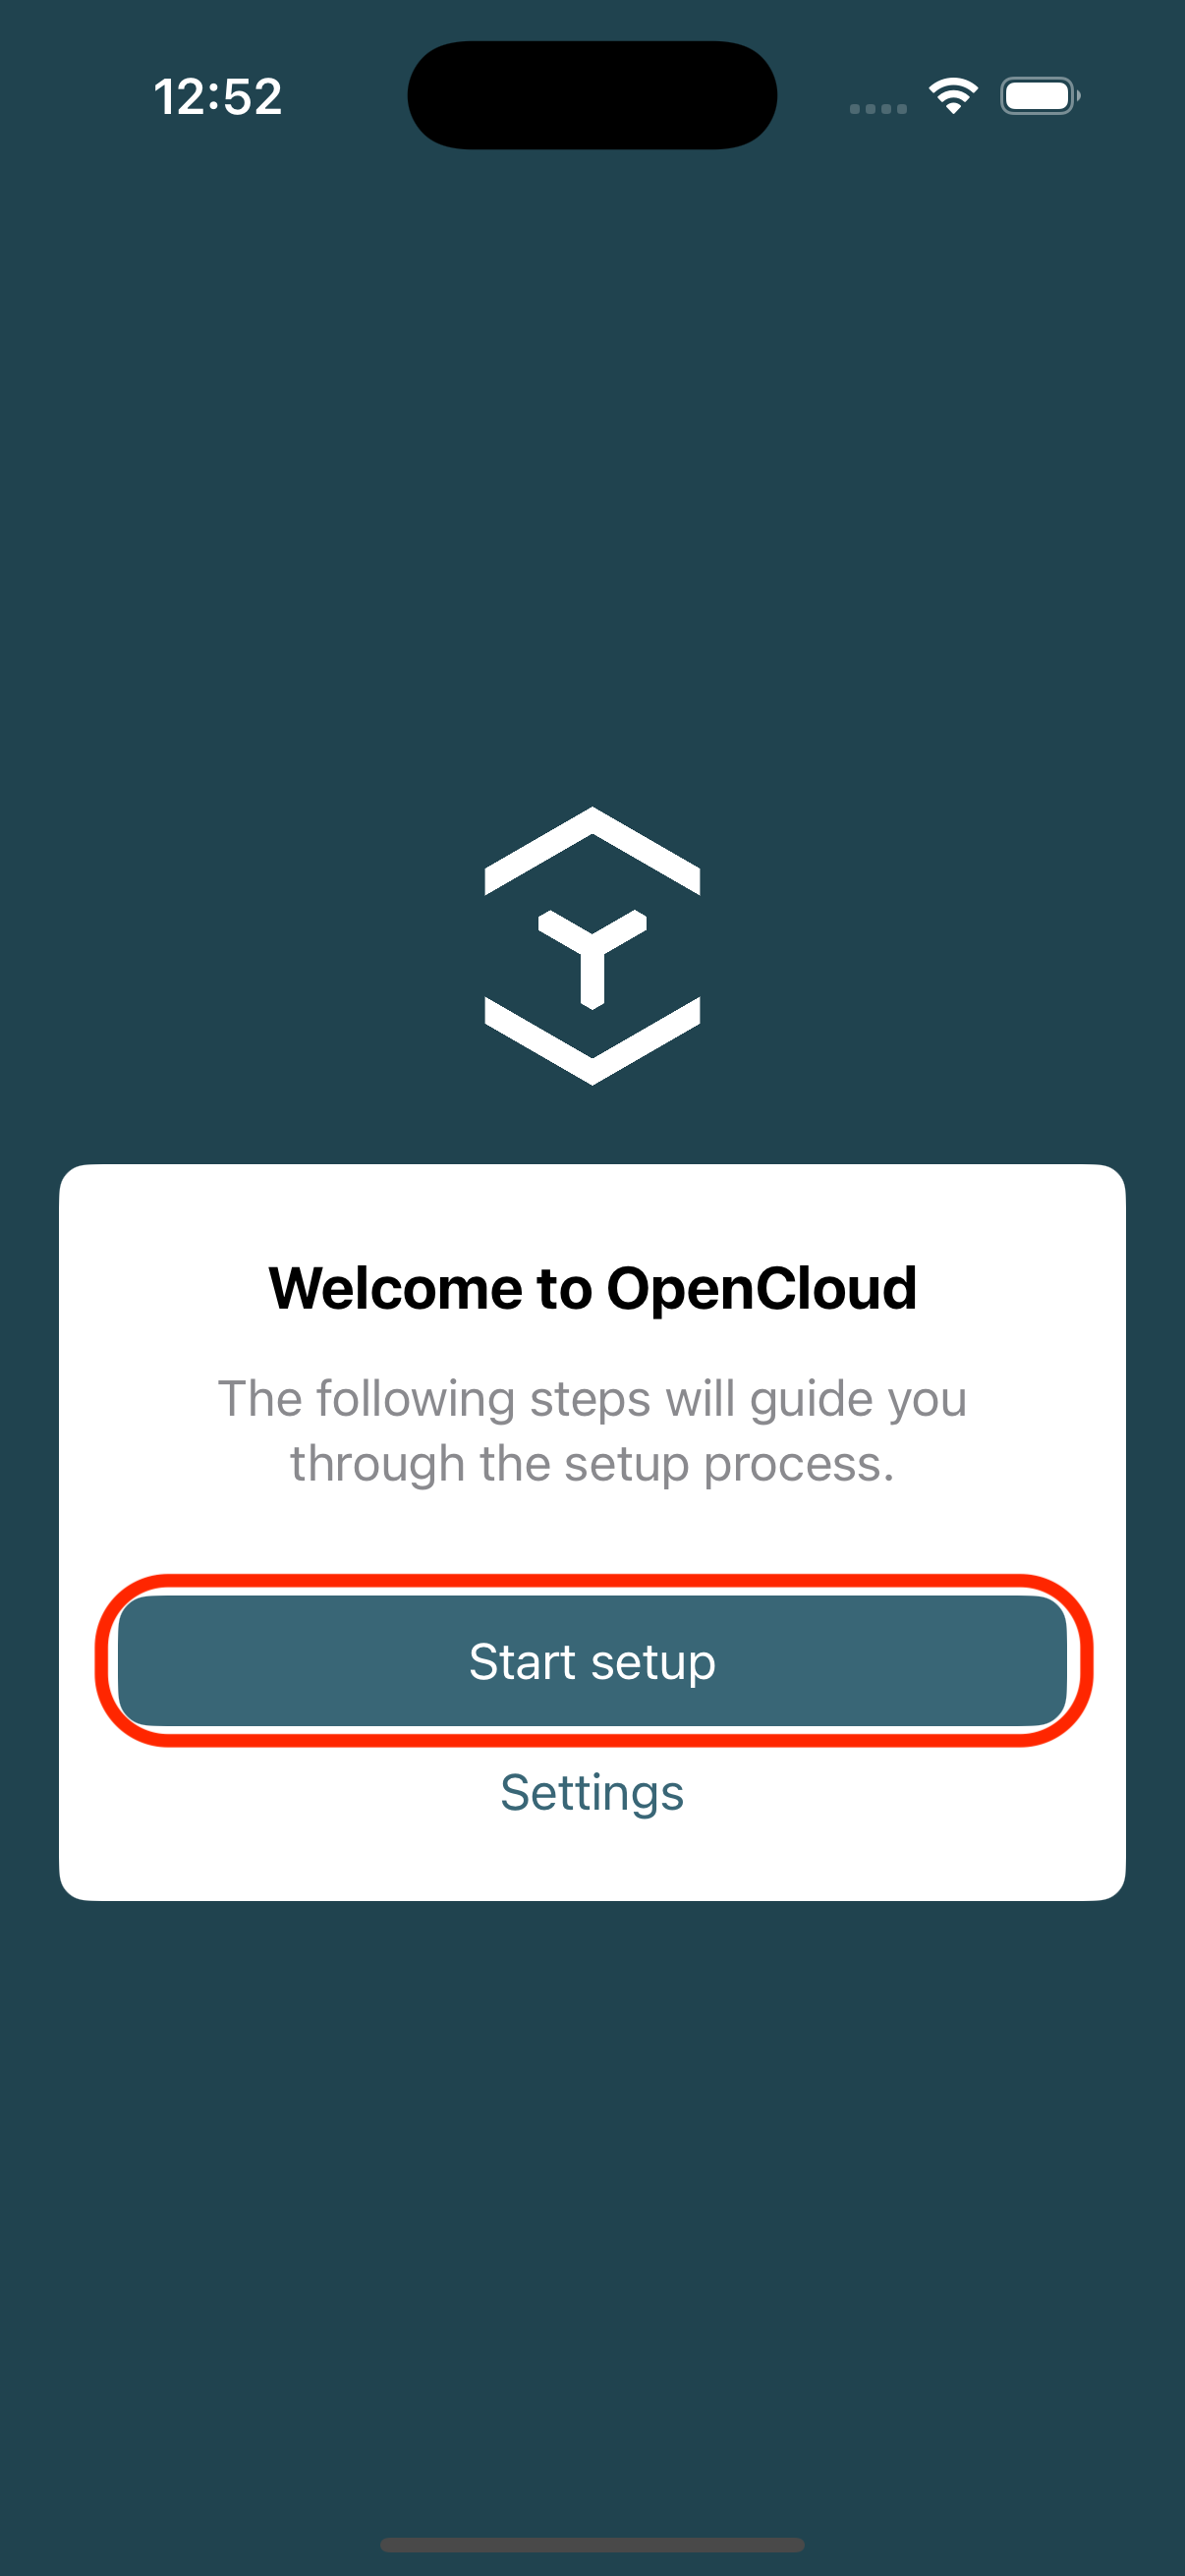 12:52
Welcome to OpenCloud
The following steps will guide you
through the setup process.
Start setup
Settings